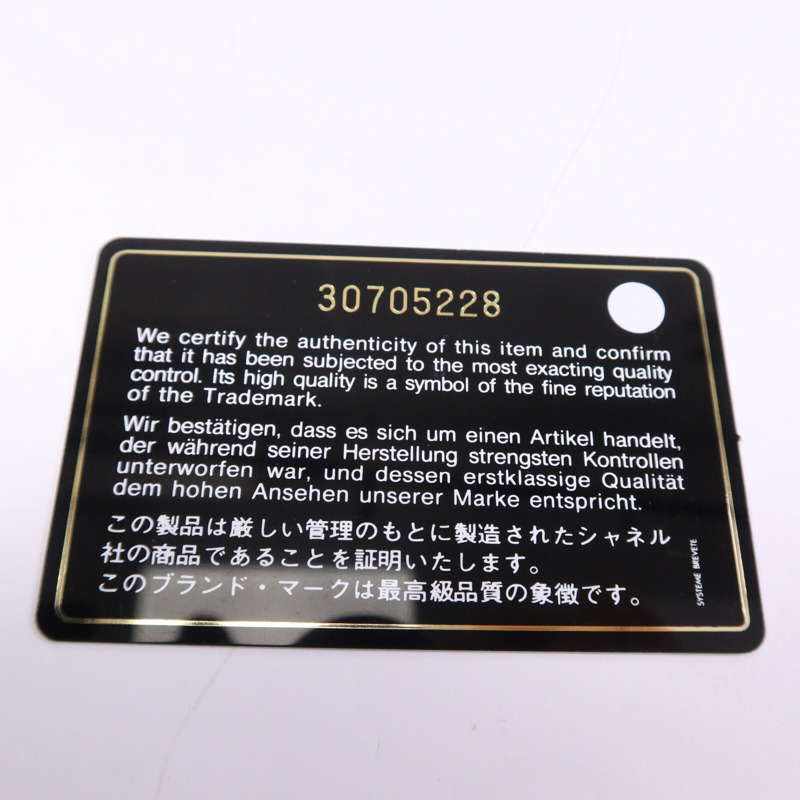 30705228
We certify the authenticity of this item and confirm
that it has been subjected to the most exacting quality
control. Its high quality is a symbol of the fine reputation
of the Trademark.
Wir bestätigen, dass es sich um einen Artikel handelt,
der während seiner Herstellung strengsten Kontrollen
unterworfen war, und dessen erstklassige Qualität
dem hohen Ansehen unserer Marke entspricht.
この製品は厳しい管理のもとに製造されたシャネル
社の商品であることを証明いたします。
このブランド・マークは最高級品質の象徴です。
SYSTEME BREVETE